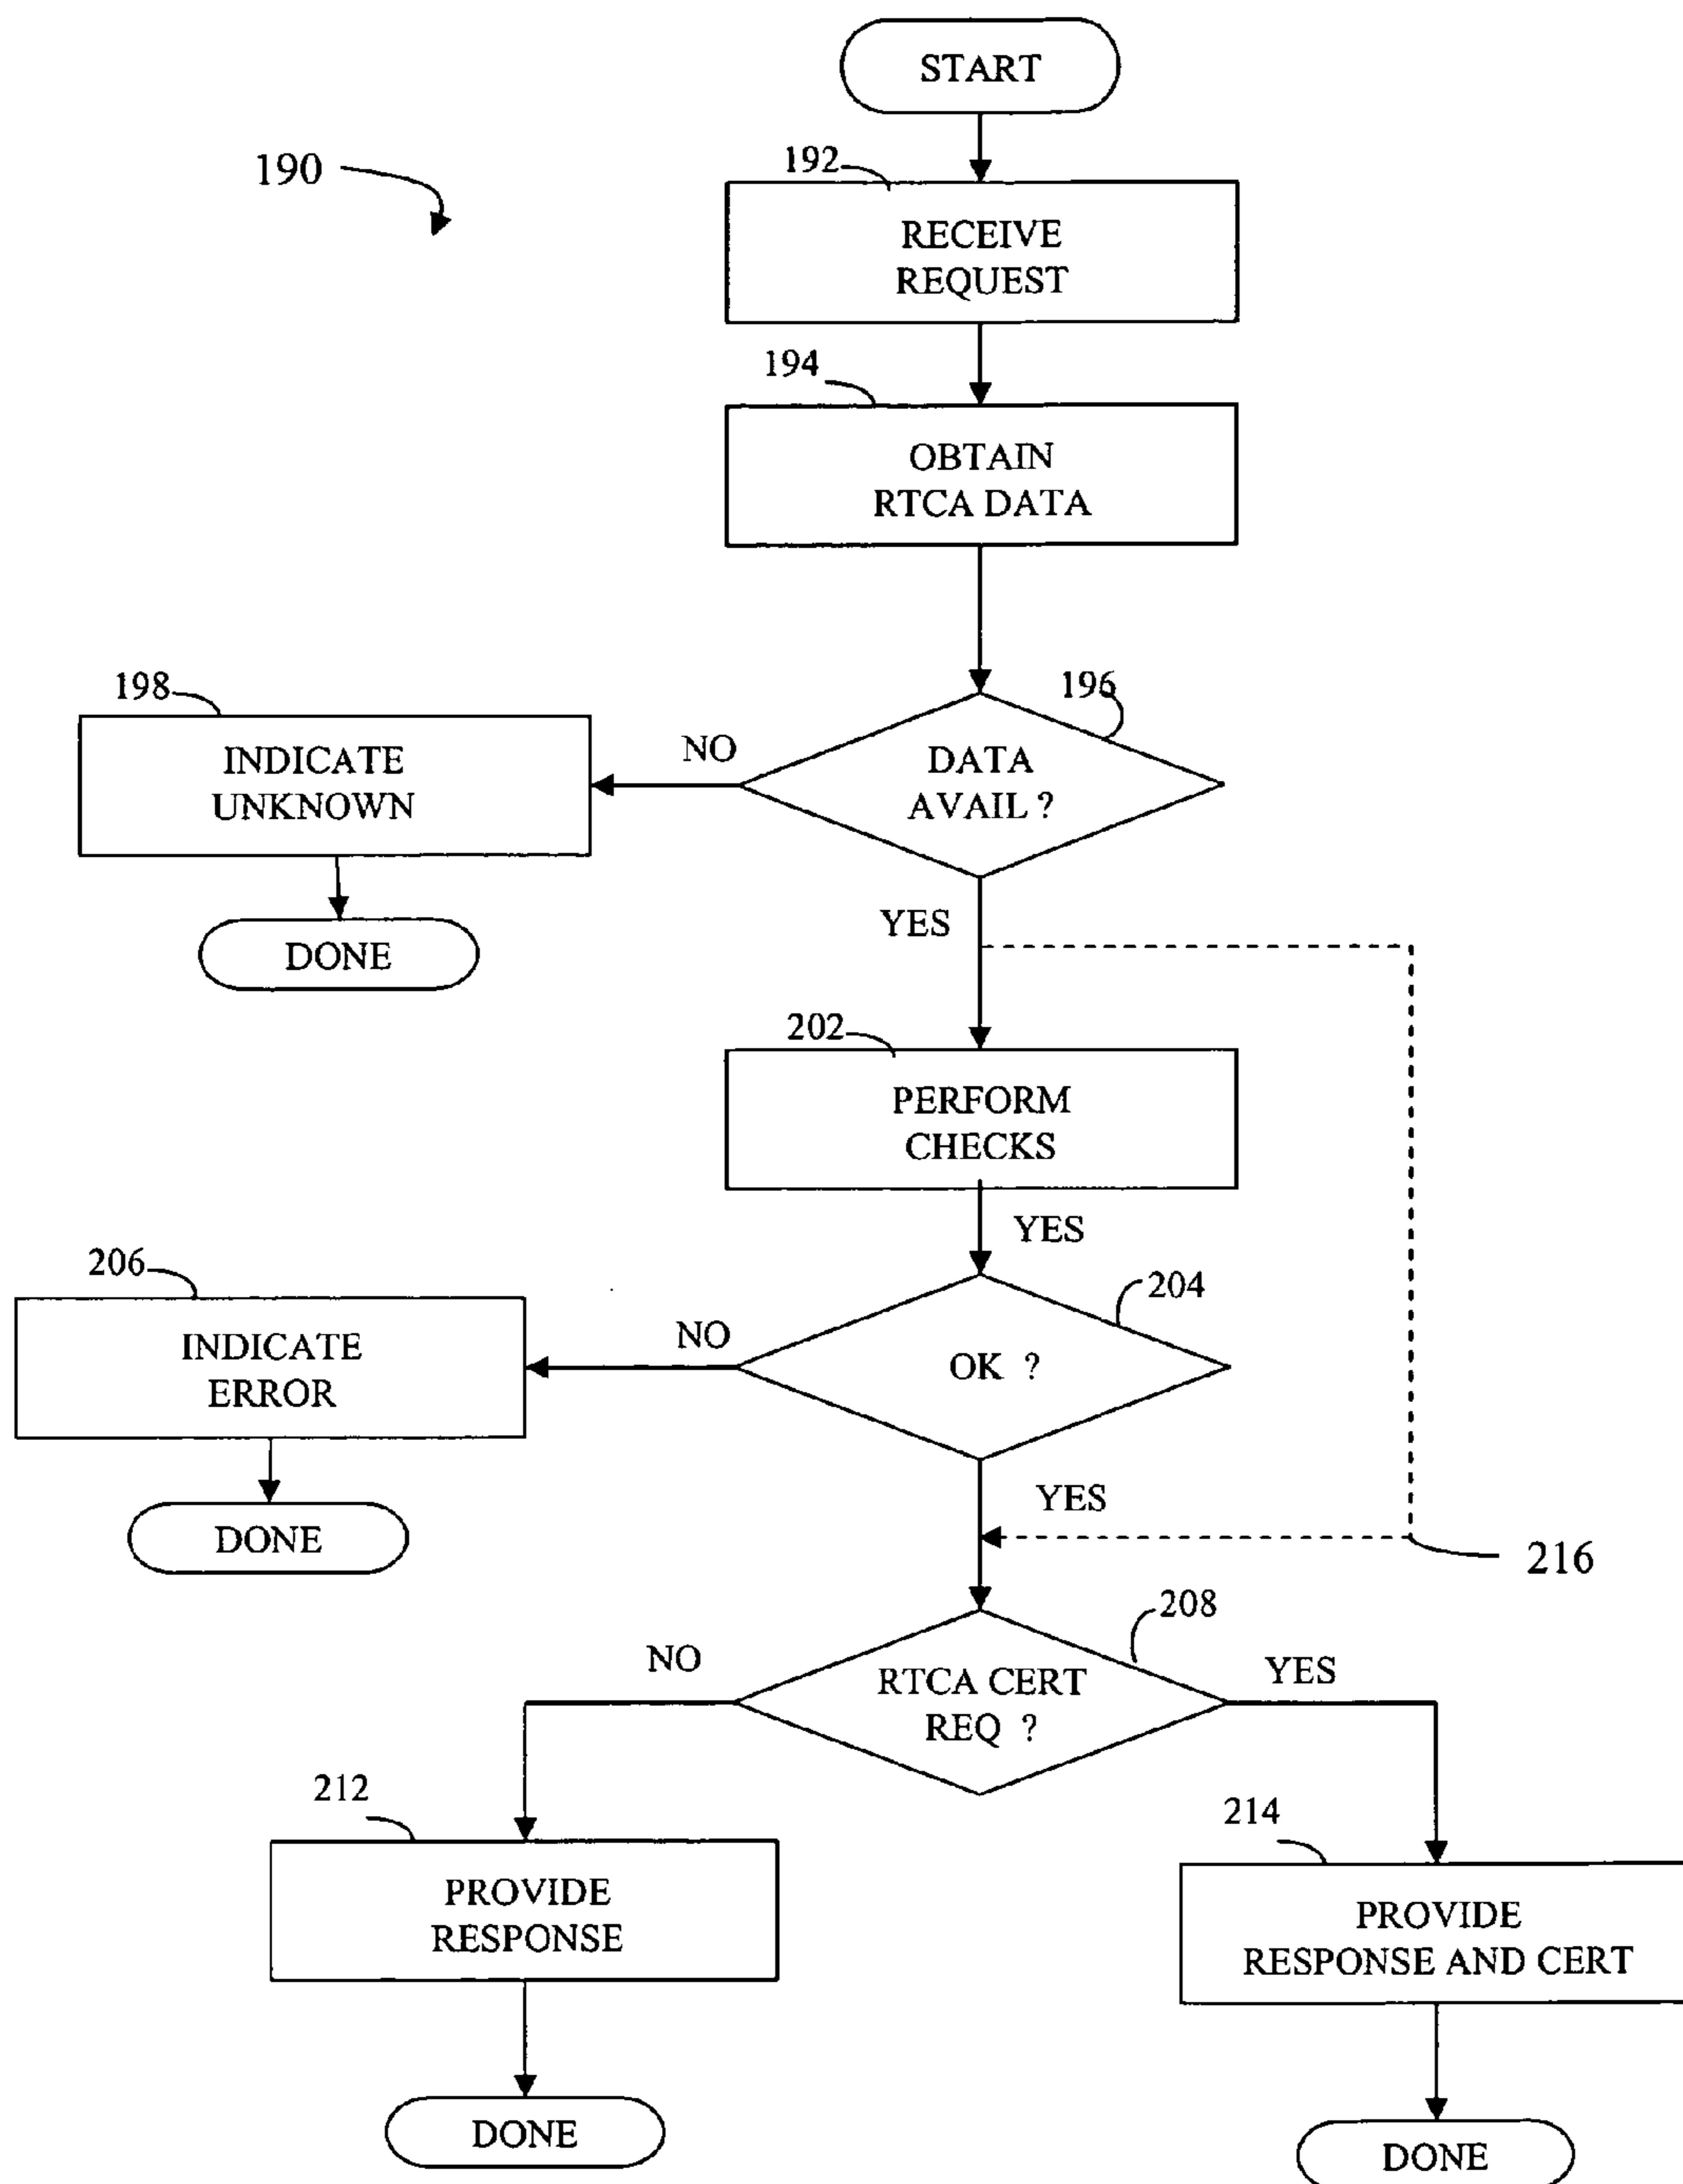 START
190
192
RECEIVE
REQUEST
194
OBTAIN
RTCA DATA
198
196
INDICATE
UNKNOWN
NO
DATA
AVAIL ?
DONE
YES
202
PERFORM
CHECKS
YES
206
204
INDICATE
ERROR
NO
OK ?
DONE
YES
216
208
NO
RTCA CERT
REQ ?
YES
212
214
PROVIDE
RESPONSE
PROVIDE
RESPONSE AND CERT
DONE
DONE